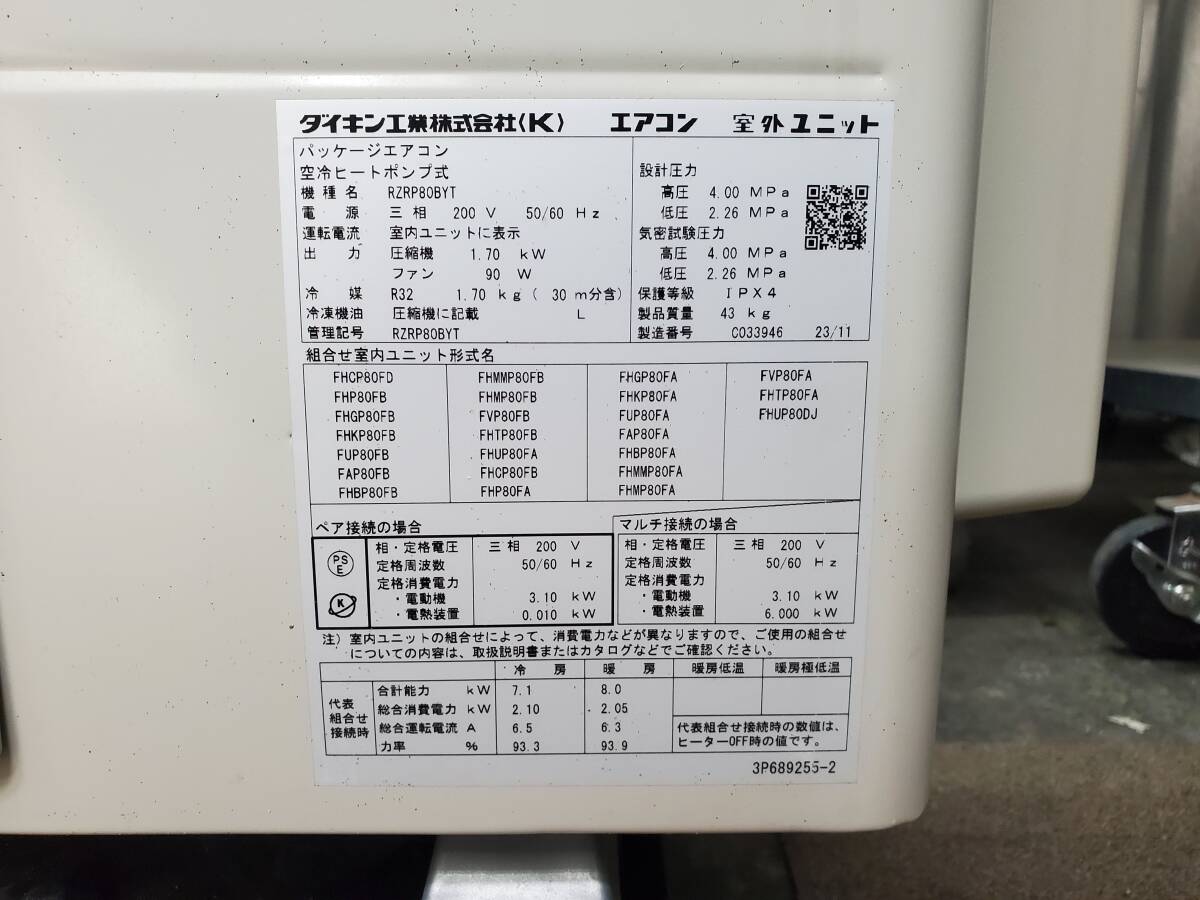 ダイキン工業株式会社〈K〉 エアコン 室外ユニット
パッケージエアコン
空冷ヒートポンプ式
機種名 RZRP80BYT
電源 三相 200 V 50/60 Hz
運転電流 室内ユニットに表示
出力 圧縮機 1.70 kW
ファン 90 W
冷媒 R32 1.70 kg ( 30 m分含)
冷凍機油 圧縮機に記載 L
管理記号 RZRP80BYT
設計圧力
高圧 4.00 MPa
低圧 2.26 MPa
気密試験圧力
高圧 4.00 MPa
低圧 2.26 MPa
保護等級 IPX4
製品質量 43 kg
製造番号 C033946 23/11
組合せ室内ユニット形式名
FHCP80FD FHMMP80FB FHGP80FA FVP80FA
FHP80FB FHMP80FB FHKP80FA FHTP80FA
FHGP80FB FVP80FB FUP80FA FHUP80DJ
FHKP80FB FHTP80FB FAP80FA
FUP80FB FHUP80FA FHBP80FA
FAP80FB FHCP80FB FHMMP80FA
FHBP80FB FHP80FA FHMP80FA
ペア接続の場合
PS
E
K
相・定格電圧 三相 200 V
定格周波数 50/60 Hz
定格消費電力
・電動機 3.10 kW
・電熱装置 0.010 kW
マルチ接続の場合
相・定格電圧 三相 200 V
定格周波数 50/60 Hz
定格消費電力
・電動機 3.10 kW
・電熱装置 6.000 kW
注）室内ユニットの組合せによって、消費電力などが異なりますので、ご使用の組合せ
についての内容は、取扱説明書またはカタログなどでご確認ください。
冷房 暖房 暖房低温 暖房極低温
代表
組合せ
接続時
合計能力 kW 7.1 8.0
総合消費電力 kW 2.10 2.05
総合運転電流 A 6.5 6.3
力率 % 93.3 93.9
代表組合せ接続時の数値は、
ヒーターOFF時の値です。
3P689255-2